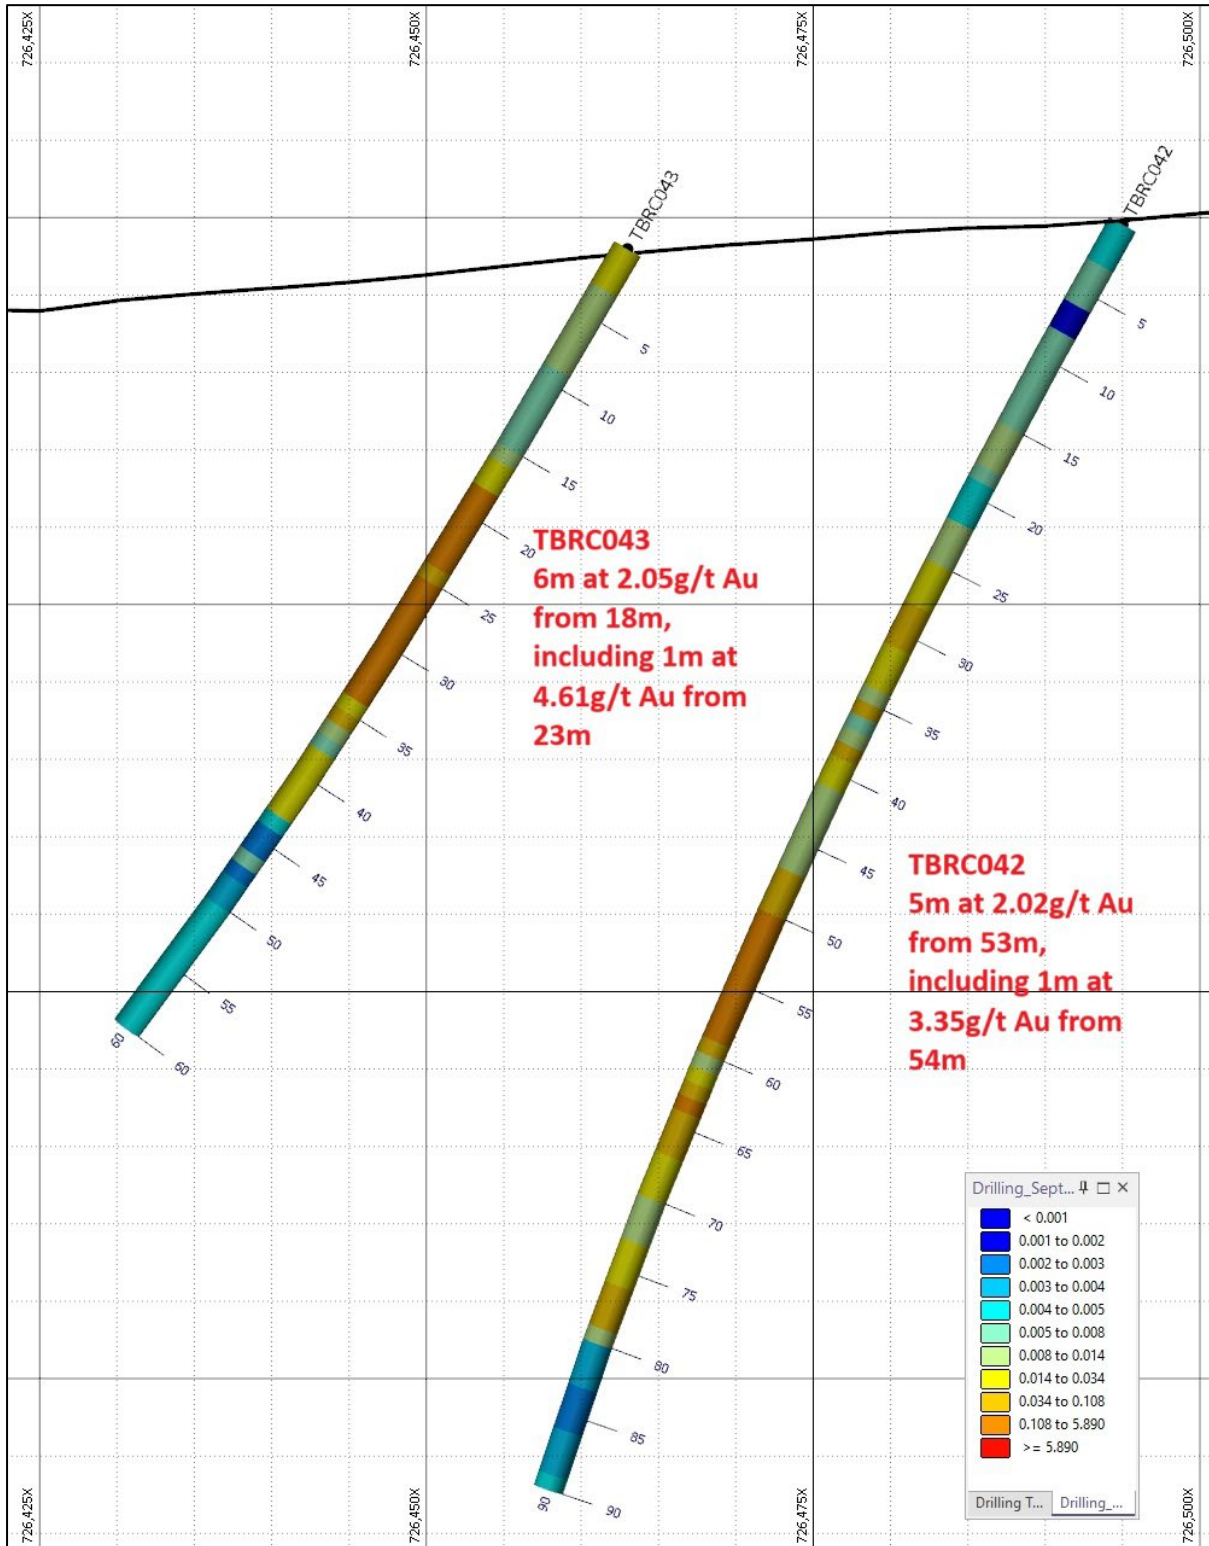 726,425X
726,450X
726,475X
726,500X
TBRC043
5
10
15
20
25
30
35
40
45
50
55
60
60
TBRC042
5
10
15
20
25
30
35
40
45
50
55
60
65
70
75
80
85
90
90
TBRC043
6m at 2.05g/t Au
from 18m,
including 1m at
4.61g/t Au from
23m
TBRC042
5m at 2.02g/t Au
from 53m,
including 1m at
3.35g/t Au from
54m
Drilling_Sept...
< 0.001
0.001 to 0.002
0.002 to 0.003
0.003 to 0.004
0.004 to 0.005
0.005 to 0.008
0.008 to 0.014
0.014 to 0.034
0.034 to 0.108
0.108 to 5.890
>= 5.890
Drilling T... Drilling_...
726,425X
726,450X
726,475X
726,500X